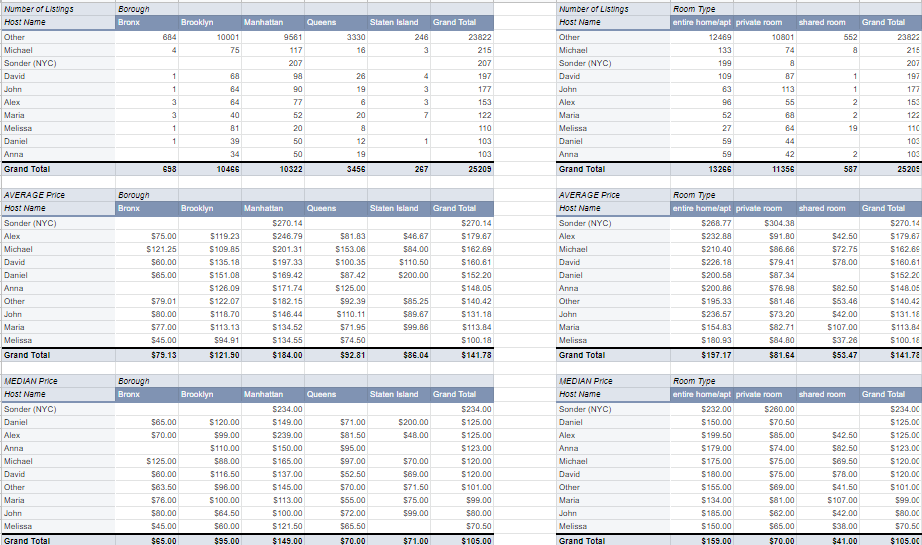 Number of Listings Borough
Host Name Bronx Brooklyn Manhattan Queens Staten Island Grand Total
Other 684 10001 9561 3330 246 23822
Michael 4 75 117 16 3 215
Sonder (NYC) 207 207
David 1 68 98 26 4 197
John 1 64 90 19 3 177
Alex 3 64 77 6 3 153
Maria 3 40 52 20 7 122
Melissa 1 81 20 8 110
Daniel 1 39 50 12 1 103
Anna 34 50 19 103
Grand Total 698 10466 10322 3456 267 25209
Number of Listings Room Type
Host Name entire home/apt private room shared room Grand Total
Other 12469 10801 552 23822
Michael 133 74 8 215
Sonder (NYC) 199 8 207
David 109 87 1 197
John 63 113 1 177
Alex 96 55 2 153
Maria 52 68 2 122
Melissa 27 64 19 110
Daniel 59 44 103
Anna 59 42 2 103
Grand Total 13266 11356 587 25209
AVERAGE Price Borough
Host Name Bronx Brooklyn Manhattan Queens Staten Island Grand Total
Sonder (NYC) $270.14 $270.14
Alex $75.00 $119.23 $246.79 $81.83 $46.67 $179.67
Michael $121.25 $109.85 $201.31 $153.06 $84.00 $162.69
David $60.00 $135.18 $197.33 $100.35 $110.50 $160.61
Daniel $65.00 $151.08 $169.42 $87.42 $200.00 $152.20
Anna $126.09 $171.74 $125.00 $148.05
Other $79.01 $122.07 $182.15 $92.39 $85.25 $140.42
John $80.00 $118.70 $146.44 $110.11 $89.67 $131.18
Maria $77.00 $113.13 $134.52 $71.95 $99.86 $113.84
Melissa $45.00 $94.91 $134.55 $74.50 $100.18
Grand Total $79.13 $121.90 $184.00 $92.81 $86.04 $141.78
AVERAGE Price Room Type
Host Name entire home/apt private room shared room Grand Total
Sonder (NYC) $268.77 $304.38 $270.14
Alex $232.88 $91.80 $42.50 $179.67
Michael $210.40 $86.66 $72.75 $162.69
David $226.18 $79.41 $78.00 $160.61
Daniel $200.58 $87.34 $152.20
Anna $200.86 $76.98 $82.50 $148.05
Other $195.33 $81.46 $53.46 $140.42
John $236.57 $73.20 $42.00 $131.18
Maria $154.83 $82.71 $107.00 $113.84
Melissa $180.93 $84.80 $37.26 $100.18
Grand Total $197.17 $81.64 $53.47 $141.78
MEDIAN Price Borough
Host Name Bronx Brooklyn Manhattan Queens Staten Island Grand Total
Sonder (NYC) $234.00 $234.00
Daniel $65.00 $120.00 $149.00 $71.00 $200.00 $125.00
Alex $70.00 $99.00 $239.00 $81.50 $48.00 $125.00
Anna $110.00 $150.00 $95.00 $123.00
Michael $125.00 $88.00 $165.00 $97.00 $70.00 $120.00
David $60.00 $116.50 $137.00 $52.50 $69.00 $120.00
Other $63.50 $96.00 $145.00 $70.00 $71.50 $101.00
Maria $76.00 $100.00 $113.00 $55.00 $75.00 $99.00
John $80.00 $64.50 $100.00 $72.00 $99.00 $80.00
Melissa $45.00 $60.00 $121.50 $65.50 $70.50
Grand Total $65.00 $95.00 $149.00 $70.00 $71.00 $105.00
MEDIAN Price Room Type
Host Name entire home/apt private room shared room Grand Total
Sonder (NYC) $232.00 $260.00 $234.00
Daniel $150.00 $70.50 $125.00
Alex $199.50 $85.00 $42.50 $125.00
Anna $179.00 $74.00 $82.50 $123.00
Michael $175.00 $75.00 $69.50 $120.00
David $180.00 $75.00 $78.00 $120.00
Other $155.00 $69.00 $41.50 $101.00
Maria $134.00 $81.00 $107.00 $99.00
John $185.00 $62.00 $42.00 $80.00
Melissa $150.00 $65.00 $38.00 $70.50
Grand Total $159.00 $70.00 $41.00 $105.00